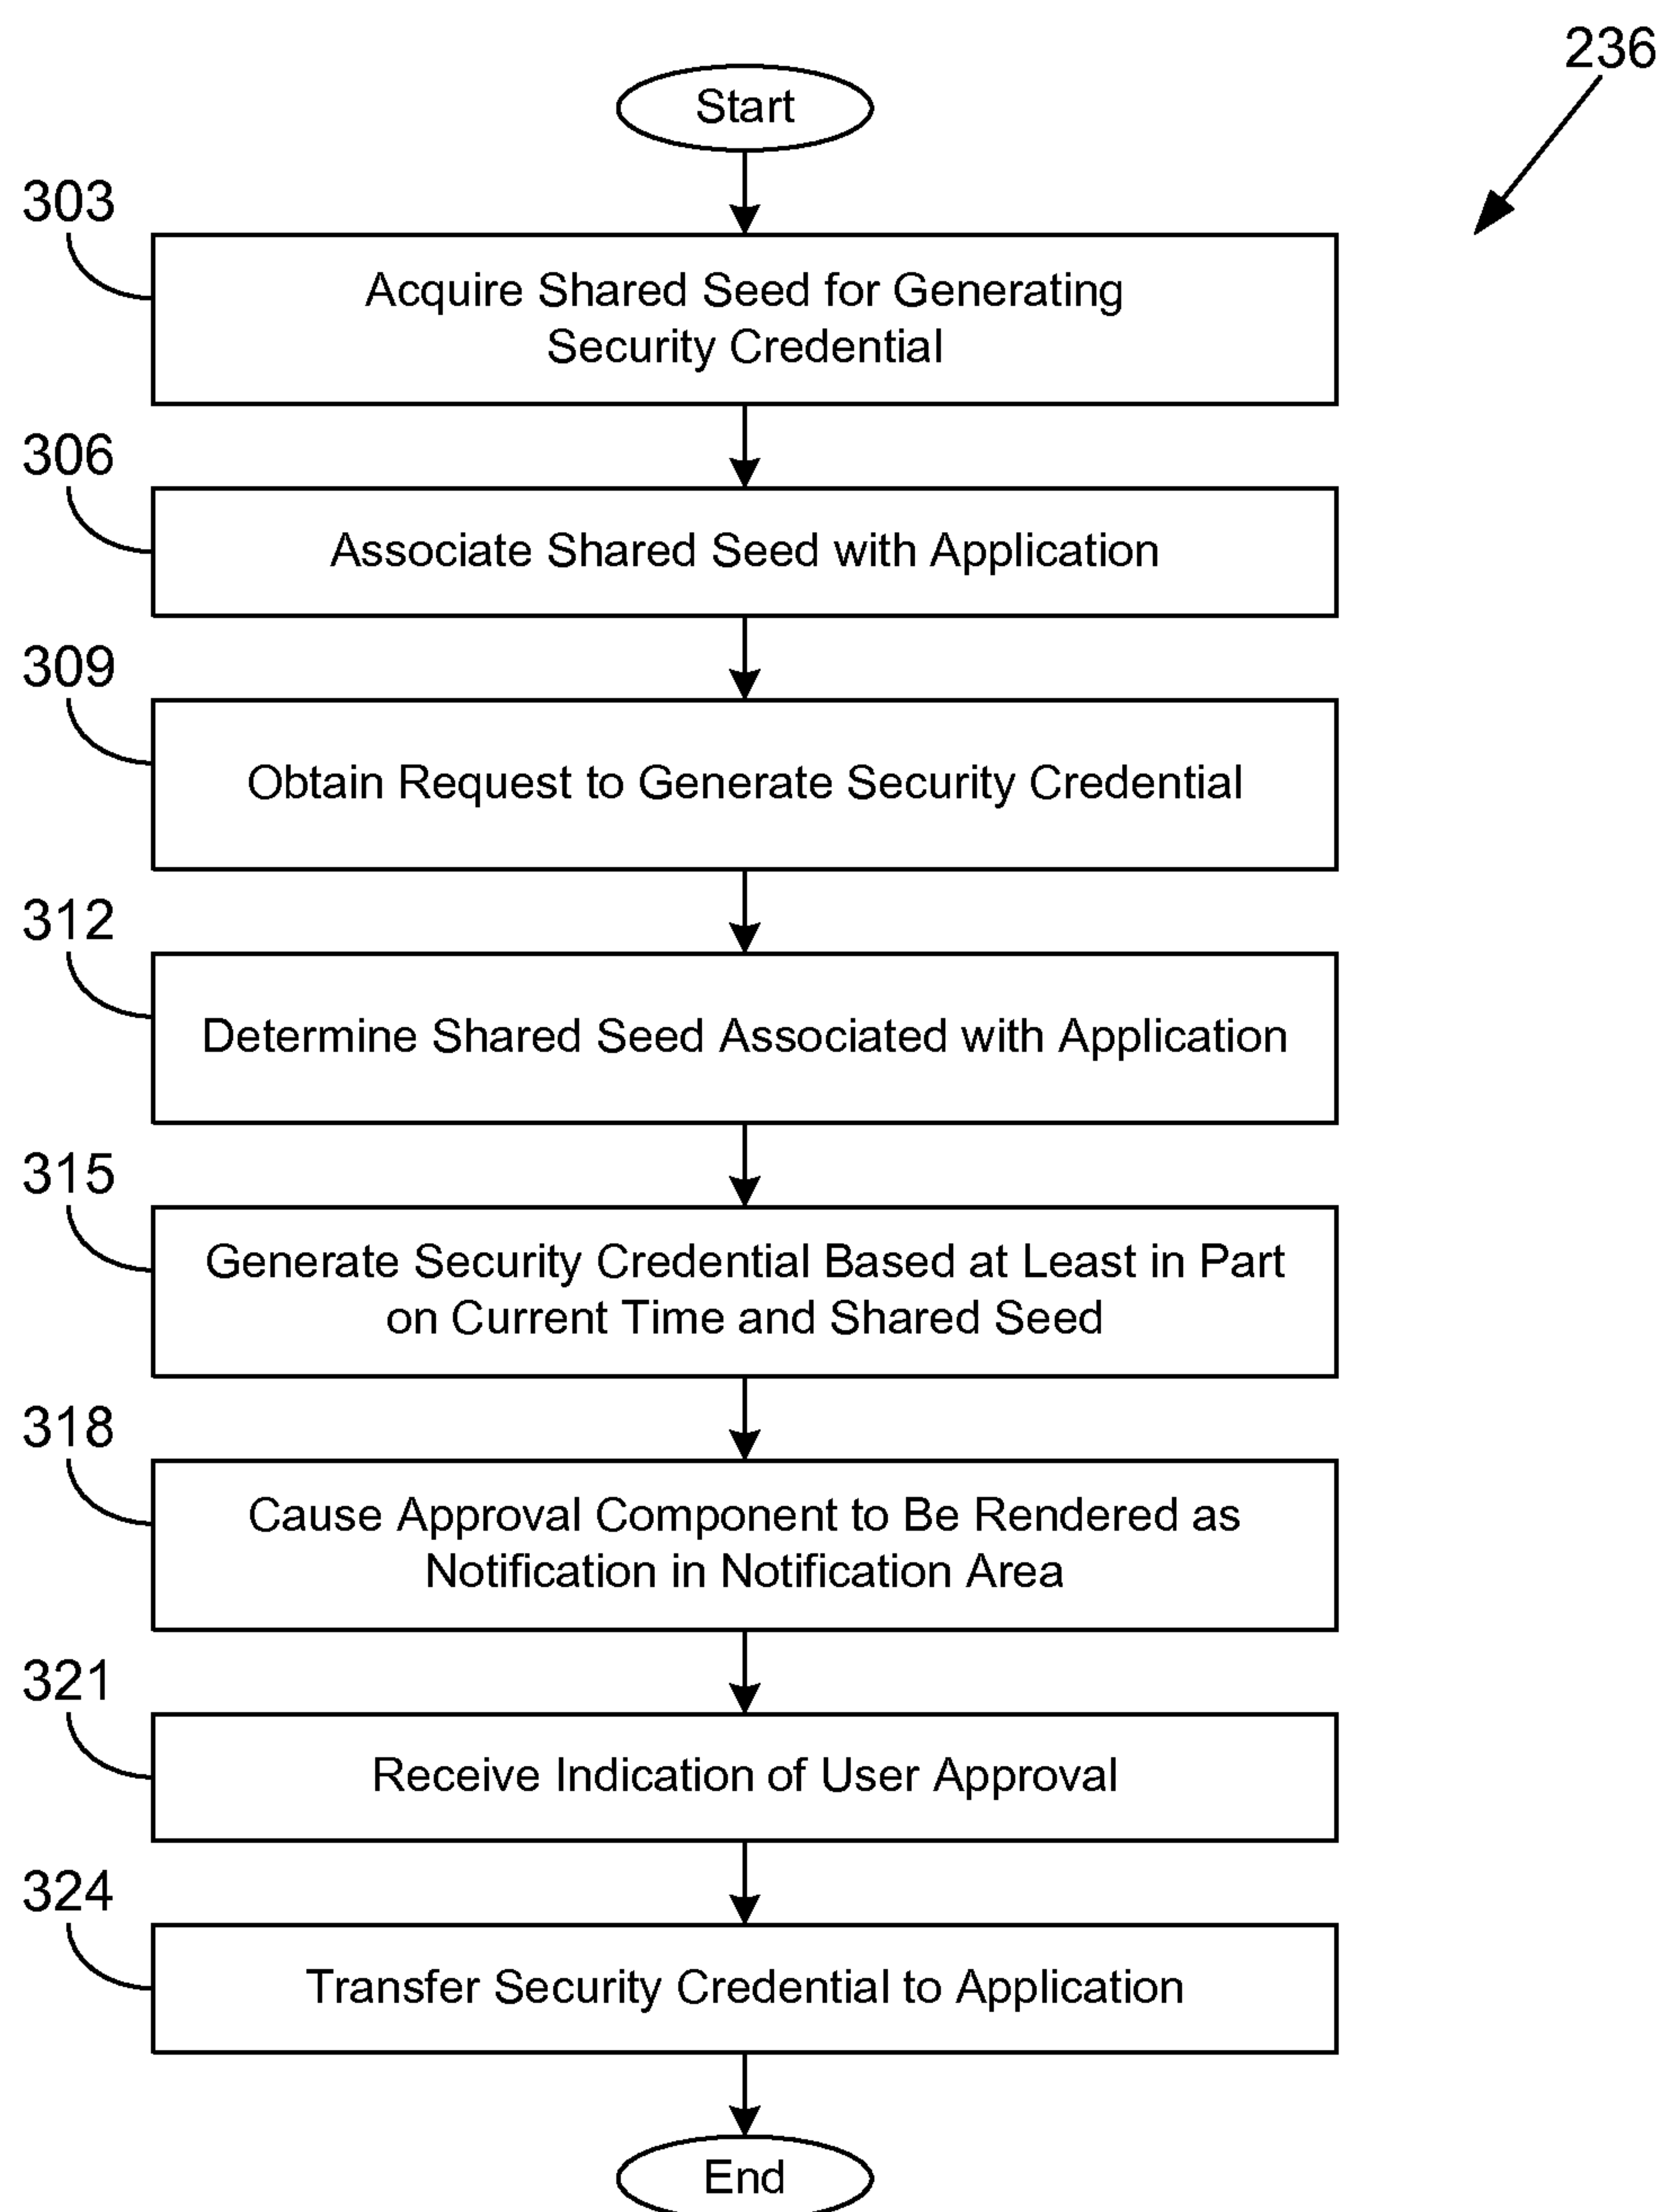 236
Start
303
Acquire Shared Seed for Generating
Security Credential
306
Associate Shared Seed with Application
309
Obtain Request to Generate Security Credential
312
Determine Shared Seed Associated with Application
315
Generate Security Credential Based at Least in Part
on Current Time and Shared Seed
318
Cause Approval Component to Be Rendered as
Notification in Notification Area
321
Receive Indication of User Approval
324
Transfer Security Credential to Application
End